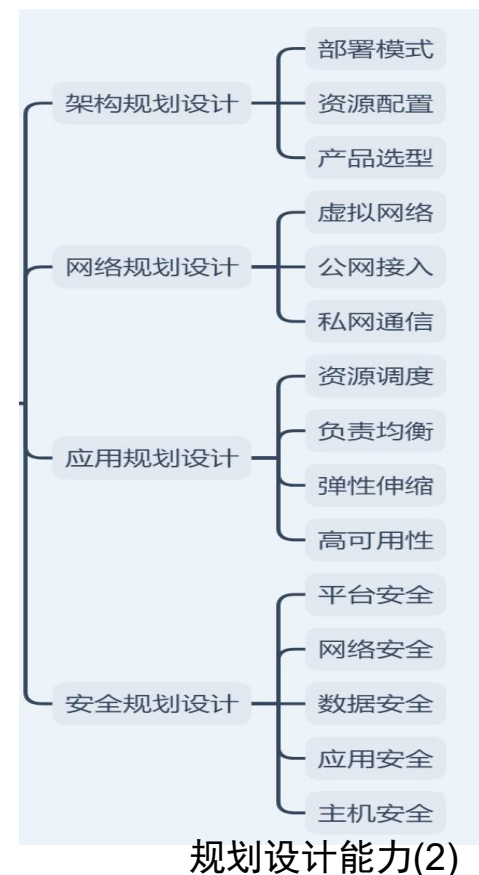 架构规划设计
部署模式
资源配置
产品选型
网络规划设计
虚拟网络
公网接入
私网通信
应用规划设计
资源调度
负责均衡
弹性伸缩
高可用性
安全规划设计
平台安全
网络安全
数据安全
应用安全
主机安全
规划设计能力(2)